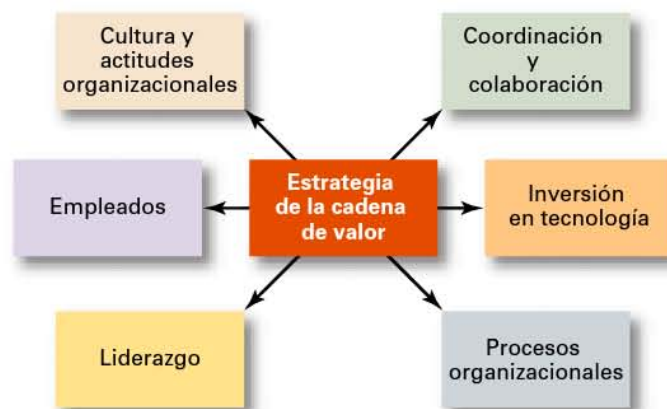 Cultura y
actitudes
organizacionales
Coordinación
y
colaboración
Empleados
Estrategia
de la cadena
de valor
Inversión
en tecnología
Liderazgo
Procesos
organizacionales